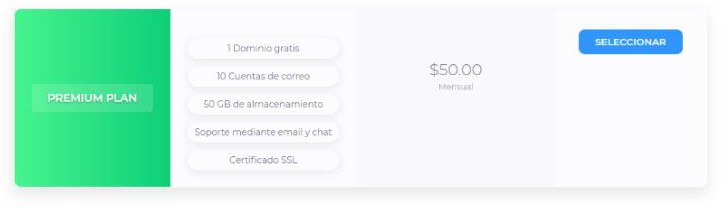 PREMIUM PLAN
1 Dominio gratis
10 Cuentas de correo
50 GB de almacenamiento
Soporte mediante email y chat
Certificado SSL
$50.00
Mensual
SELECCIONAR